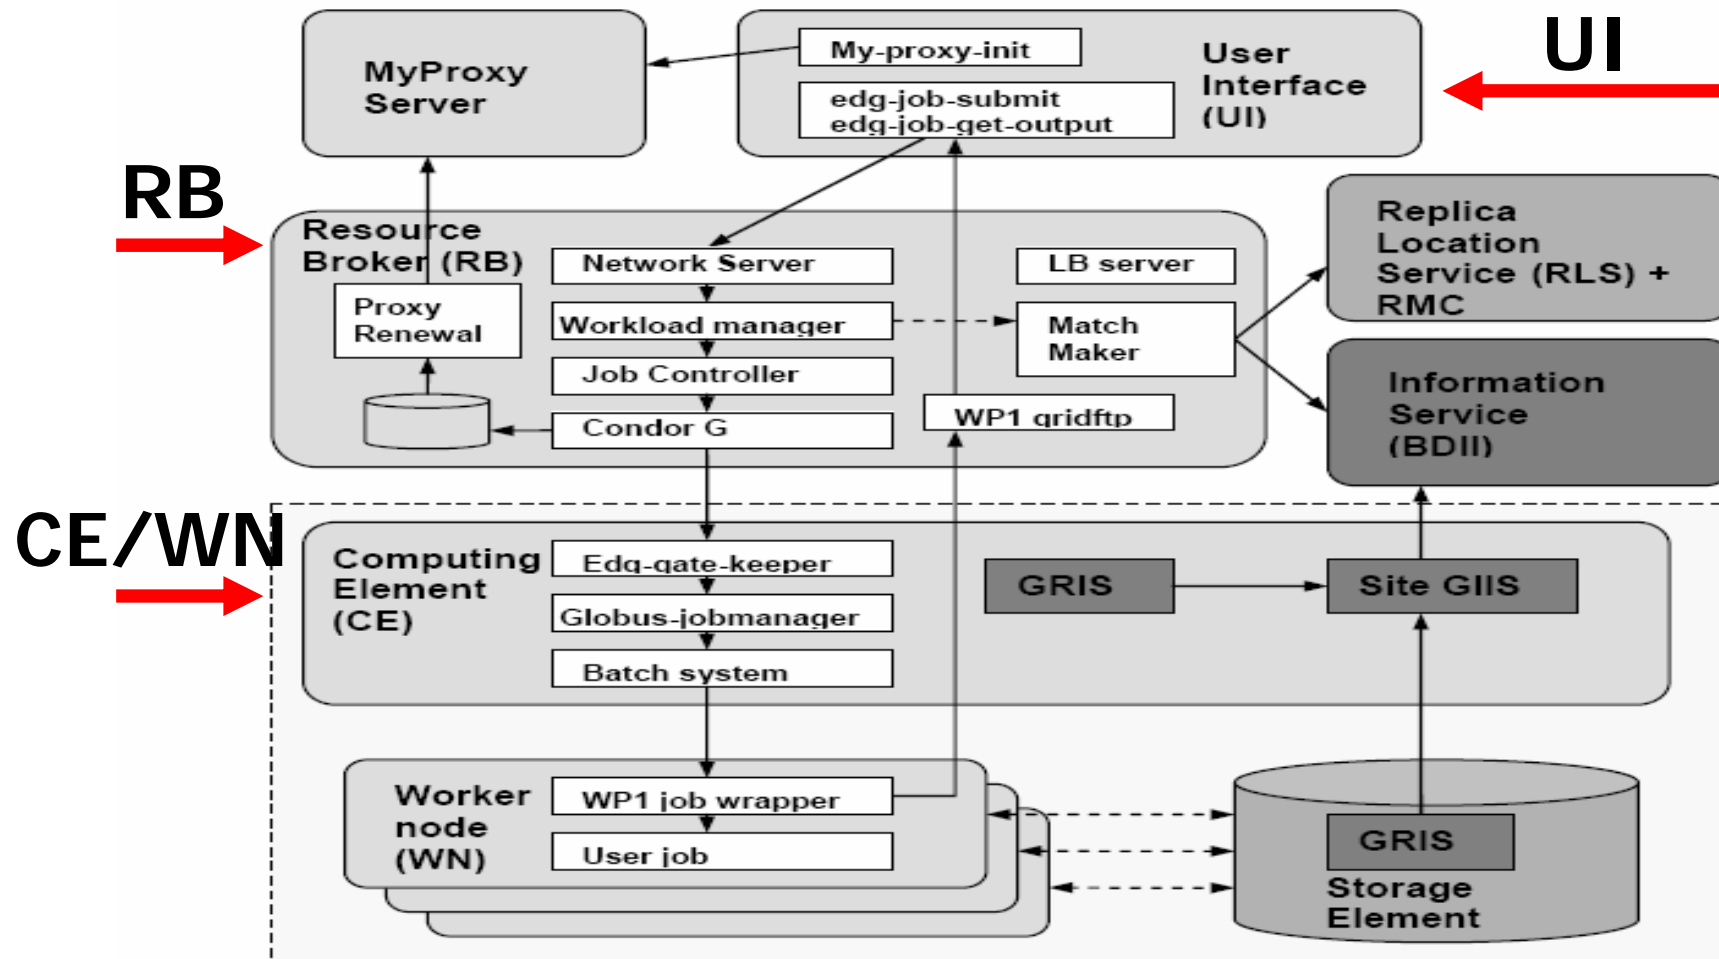 UI
My-proxy-init
User
Interface
(UI)
MyProxy
Server
edg-job-submit
edg-job-get-output
RB
Resource
Broker (RB)
Network Server
LB server
Replica
Location
Service (RLS) +
RMC
Proxy
Renewal
Workload manager
Match
Maker
Job Controller
Information
Service
(BDII)
WP1 gridftp
Condor G
CE/WN
Computing
Element
(CE)
Edg-gate-keeper
GRIS
Site GIIS
Globus-jobmanager
Batch system
Worker
node
(WN)
WP1 job wrapper
User job
GRIS
Storage
Element